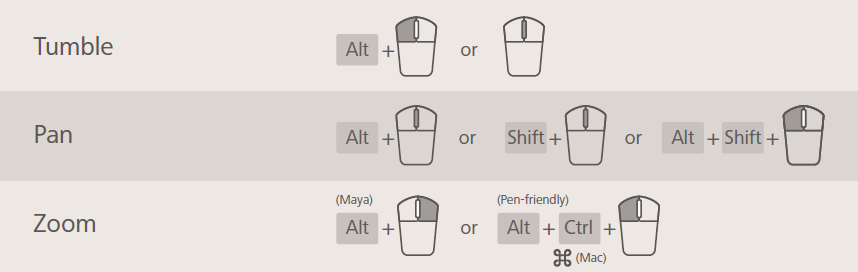 Tumble Alt + or
Pan Alt + or Shift + or Alt + Shift +
(Maya) (Pen-friendly)
Zoom Alt + or Alt + Ctrl +
⌘ (Mac)